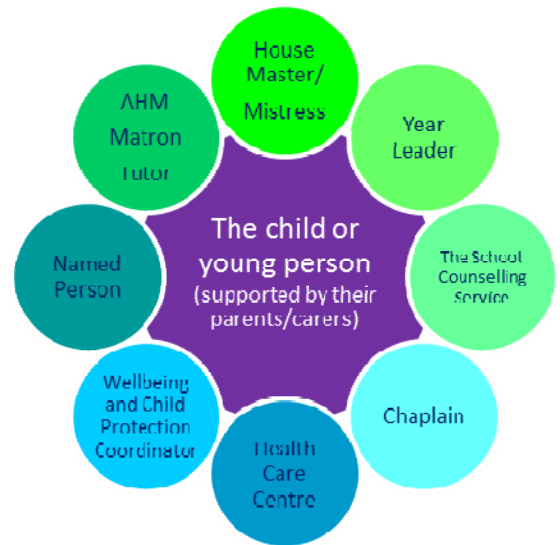 House
Master/
Mistress
Year
Leader
The School
Counselling
Service
Chaplain
Health
Care
Centre
Wellbeing
and Child
Protection
Coordinator
Named
Person
AHM
Matron
Tutor
The child or
young person
(supported by their
parents/carers)